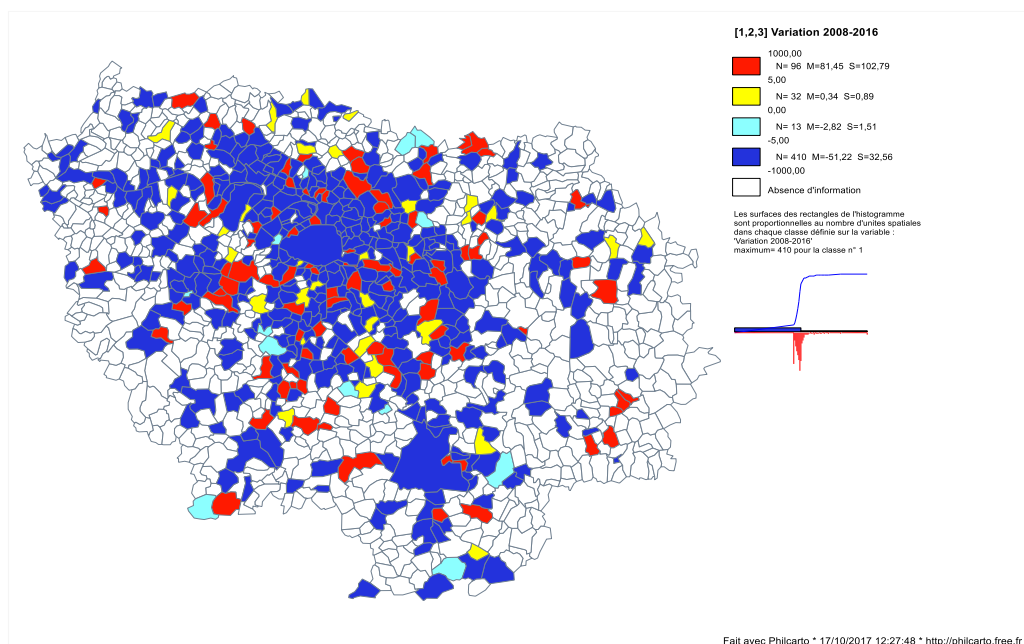 [1,2,3] Variation 2008-2016
1000,00
N= 96 M=81,45 S=102,79
5,00
N= 32 M=0,34 S=0,89
0,00
N= 13 M=-2,82 S=1,51
-5,00
N= 410 M=-51,22 S=32,56
-1000,00
Absence d'information
Les surfaces des rectangles de l'histogramme
sont proportionnelles au nombre d'unites spatiales
dans chaque classe définie sur la variable :
'Variation 2008-2016'
maximum= 410 pour la classe n° 1
Fait avec Philcarto * 17/10/2017 12:27:48 * http://philcarto.free.fr